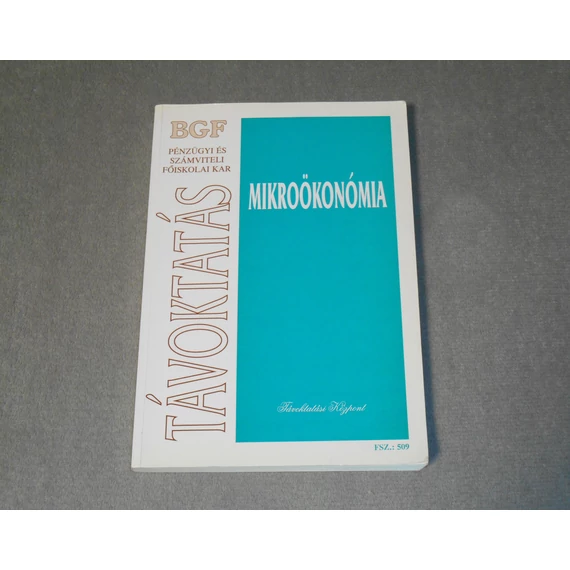 BGF
PÉNZÜGYI ÉS
SZÁMVITELI
FŐISKOLAI KAR
TÁVOKTATÁS
MIKROÖKONÓMIA
Távoktatási Központ
FSZ.: 509